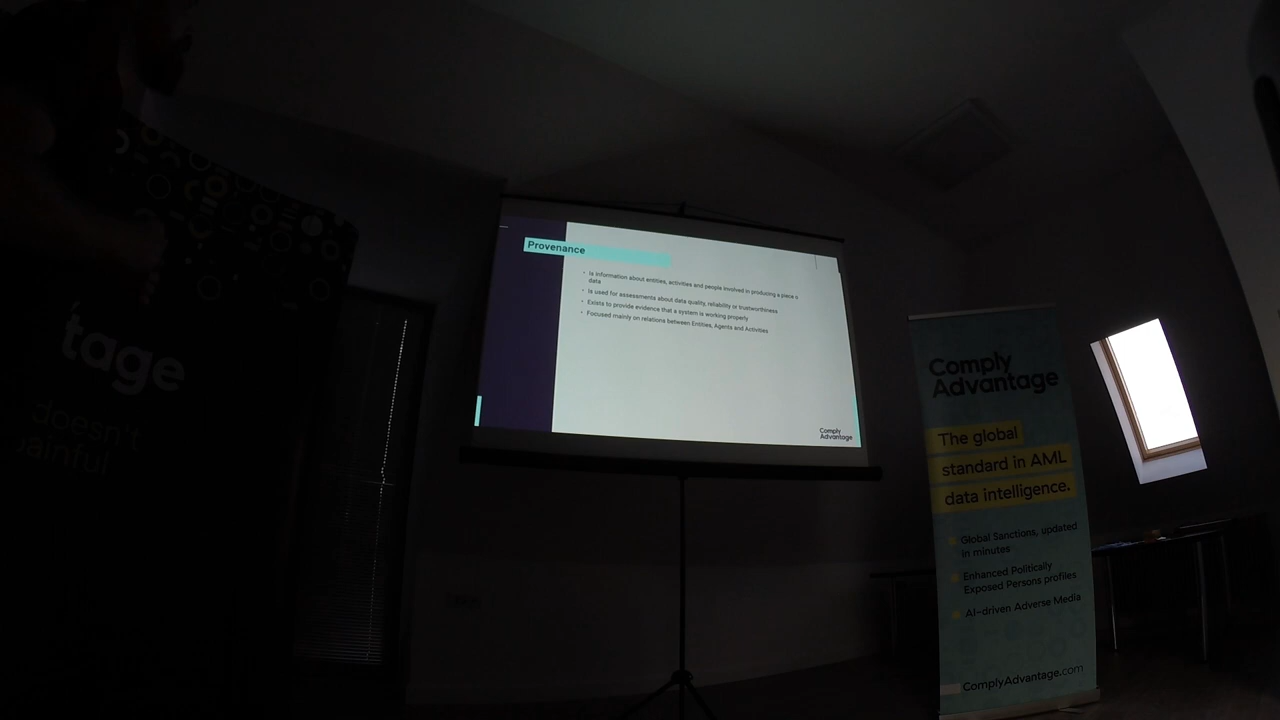 tage
doesn't
painful
Provenance
Is information about entities, activities and people involved in producing a piece o
data
Is used for assessments about data quality, reliability or trustworthiness
Exists to provide evidence that a system is working properly
Focused mainly on relations between Entities, Agents and Activities
Comply
Advantage
Comply
Advantage
The global
standard in AML
data intelligence.
Global Sanctions, updated
in minutes
Enhanced Politically
Exposed Persons profiles
AI-driven Adverse Media
ComplyAdvantage.com